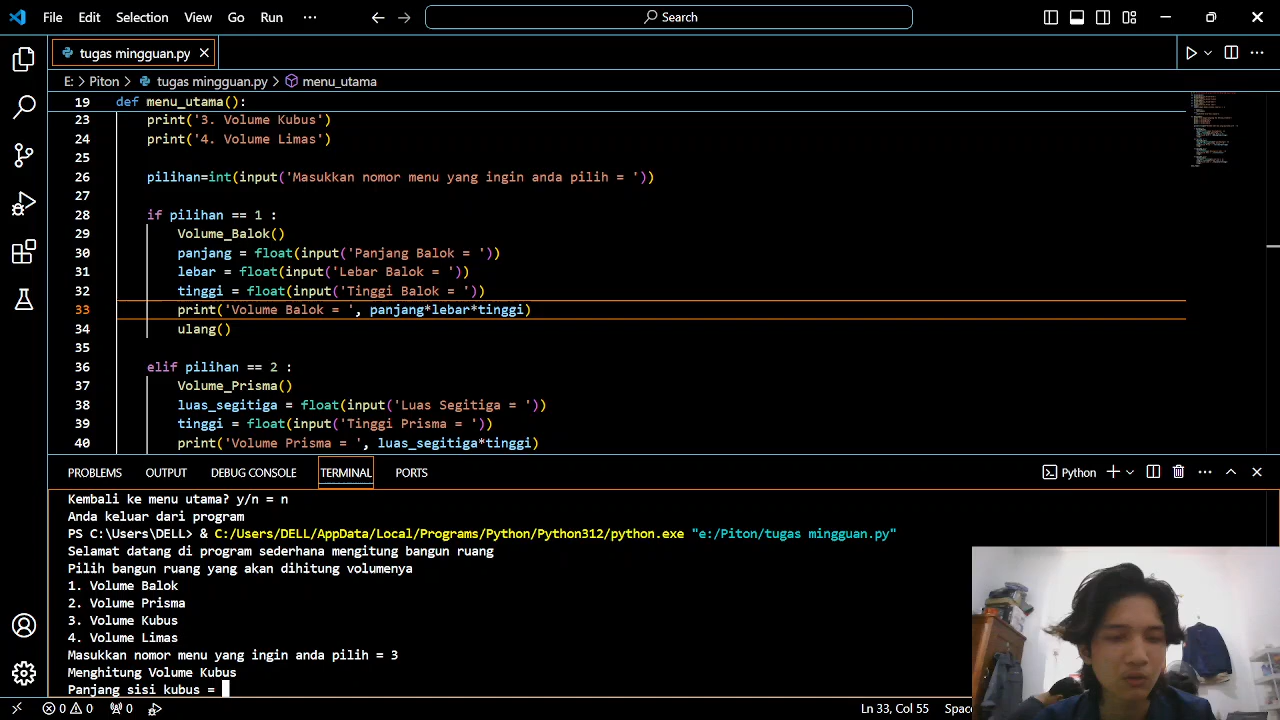 File Edit Selection View Go Run ··· Search
tugas mingguan.py
E: > Piton > tugas mingguan.py > menu_utama
19 def menu_utama():
23 print('3. Volume Kubus')
24 print('4. Volume Limas')
25
26 pilihan=int(input('Masukkan nomor menu yang ingin anda pilih = '))
27
28 if pilihan == 1 :
29 Volume_Balok()
30 panjang = float(input('Panjang Balok = '))
31 lebar = float(input('Lebar Balok = '))
32 tinggi = float(input('Tinggi Balok = '))
33 print('Volume Balok = ', panjang*lebar*tinggi)
34 ulang()
35
36 elif pilihan == 2 :
37 Volume_Prisma()
38 luas_segitiga = float(input('Luas Segitiga = '))
39 tinggi = float(input('Tinggi Prisma = '))
40 print('Volume Prisma = ', luas_segitiga*tinggi)
PROBLEMS OUTPUT DEBUG CONSOLE TERMINAL PORTS Python
Kembali ke menu utama? y/n = n
Anda keluar dari program
PS C:\Users\DELL> & C:/Users/DELL/AppData/Local/Programs/Python/Python312/python.exe "e:/Piton/tugas mingguan.py"
Selamat datang di program sederhana mengitung bangun ruang
Pilih bangun ruang yang akan dihitung volumenya
1. Volume Balok
2. Volume Prisma
3. Volume Kubus
4. Volume Limas
Masukkan nomor menu yang ingin anda pilih = 3
Menghitung Volume Kubus
Panjang sisi kubus =
0 0 0 Ln 33, Col 55